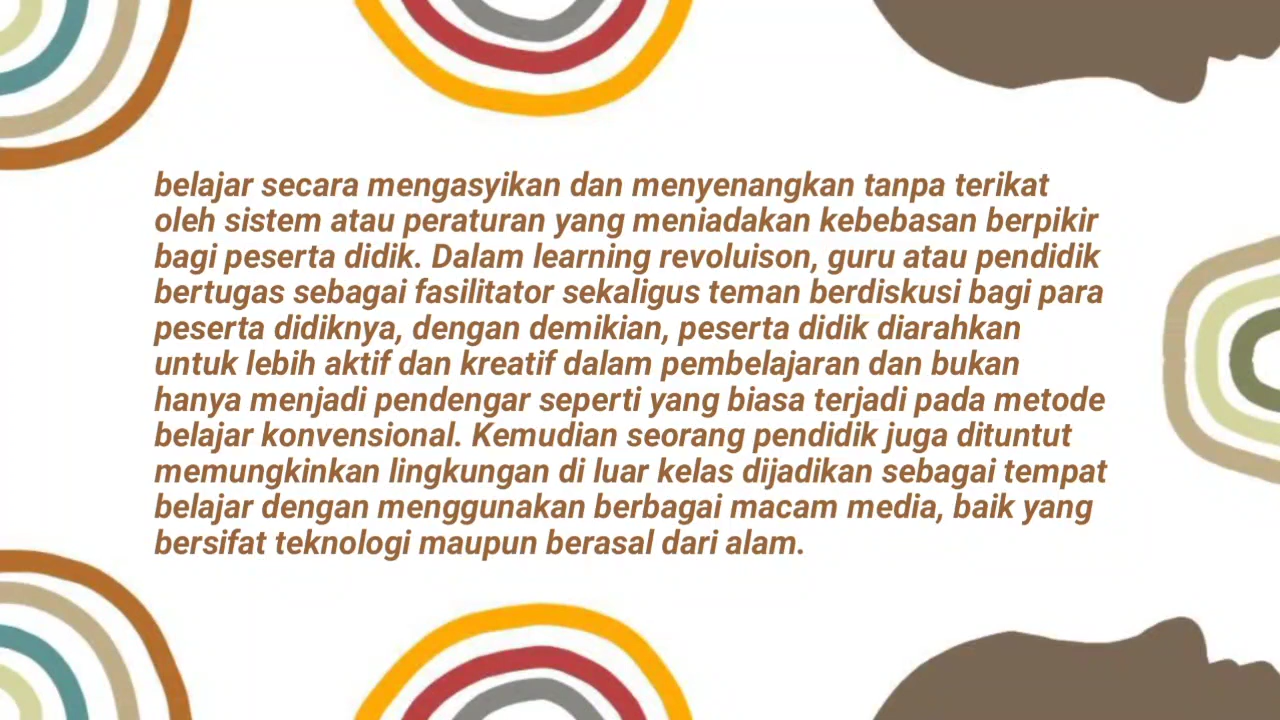 belajar secara mengasyikan dan menyenangkan tanpa terikat
oleh sistem atau peraturan yang meniadakan kebebasan berpikir
bagi peserta didik. Dalam learning revoluison, guru atau pendidik
bertugas sebagai fasilitator sekaligus teman berdiskusi bagi para
peserta didiknya, dengan demikian, peserta didik diarahkan
untuk lebih aktif dan kreatif dalam pembelajaran dan bukan
hanya menjadi pendengar seperti yang biasa terjadi pada metode
belajar konvensional. Kemudian seorang pendidik juga dituntut
memungkinkan lingkungan di luar kelas dijadikan sebagai tempat
belajar dengan menggunakan berbagai macam media, baik yang
bersifat teknologi maupun berasal dari alam.